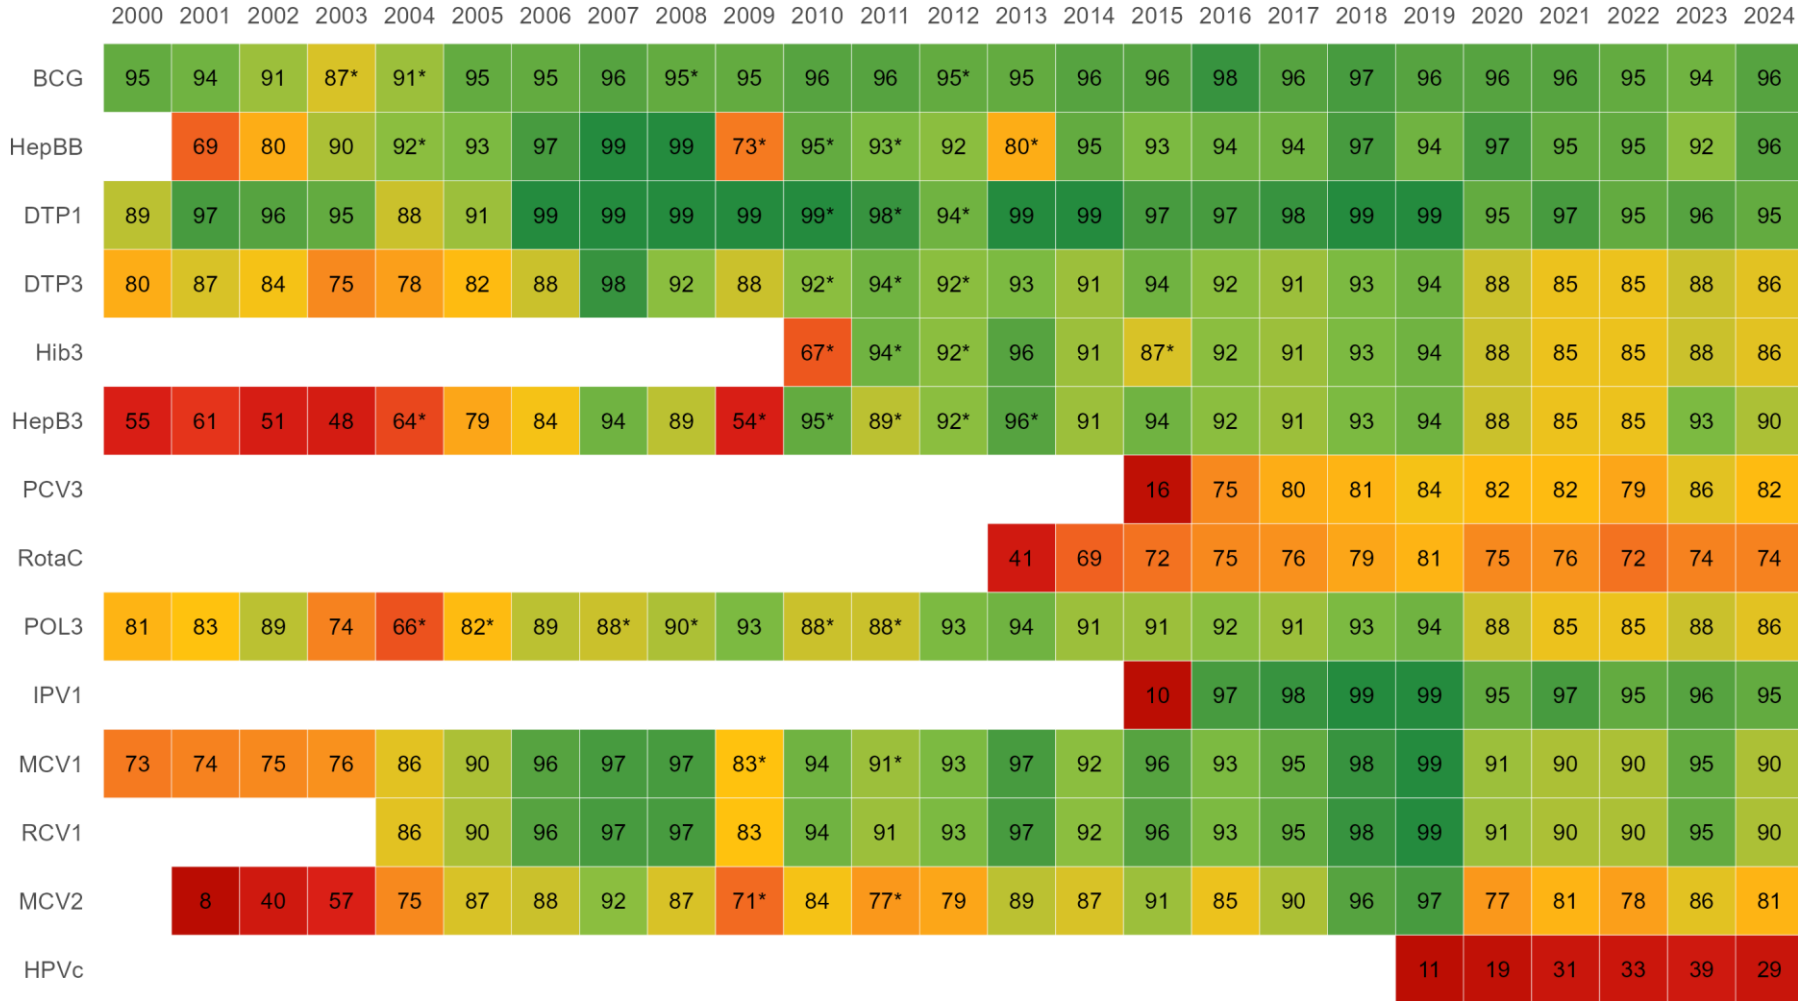 2000 2001 2002 2003 2004 2005 2006 2007 2008 2009 2010 2011 2012 2013 2014 2015 2016 2017 2018 2019 2020 2021 2022 2023 2024
BCG 95 94 91 87* 91* 95 95 96 95* 95 96 96 95* 95 96 96 98 96 97 96 96 96 95 94 96
HepBB 69 80 90 92* 93 97 99 99 73* 95* 93* 92 80* 95 93 94 94 97 94 97 95 95 92 96
DTP1 89 97 96 95 88 91 99 99 99 99 99* 98* 94* 99 99 97 97 98 99 99 95 97 95 96 95
DTP3 80 87 84 75 78 82 88 98 92 88 92* 94* 92* 93 91 94 92 91 93 94 88 85 85 88 86
Hib3 67* 94* 92* 96 91 87* 92 91 93 94 88 85 85 88 86
HepB3 55 61 51 48 64* 79 84 94 89 54* 95* 89* 92* 96* 91 94 92 91 93 94 88 85 85 93 90
PCV3 16 75 80 81 84 82 82 79 86 82
RotaC 41 69 72 75 76 79 81 75 76 72 74 74
POL3 81 83 89 74 66* 82* 89 88* 90* 93 88* 88* 93 94 91 91 92 91 93 94 88 85 85 88 86
IPV1 10 97 98 99 99 95 97 95 96 95
MCV1 73 74 75 76 86 90 96 97 97 83* 94 91* 93 97 92 96 93 95 98 99 91 90 90 95 90
RCV1 86 90 96 97 97 83 94 91 93 97 92 96 93 95 98 99 91 90 90 95 90
MCV2 8 40 57 75 87 88 92 87 71* 84 77* 79 89 87 91 85 90 96 97 77 81 78 86 81
HPVc 11 19 31 33 39 29